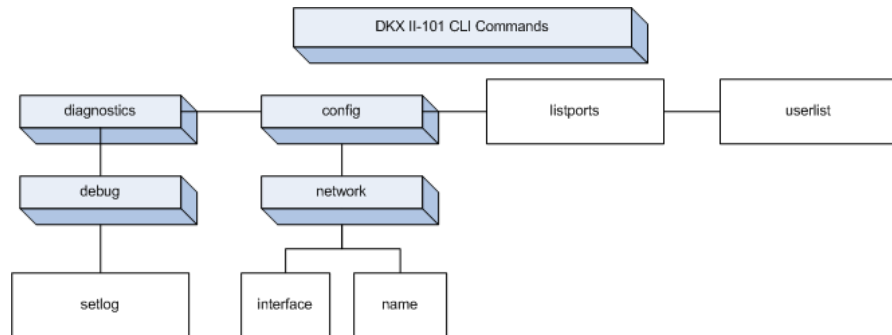 DKX II-101 CLI Commands
diagnostics
config
listports
userlist
debug
network
setlog
interface
name